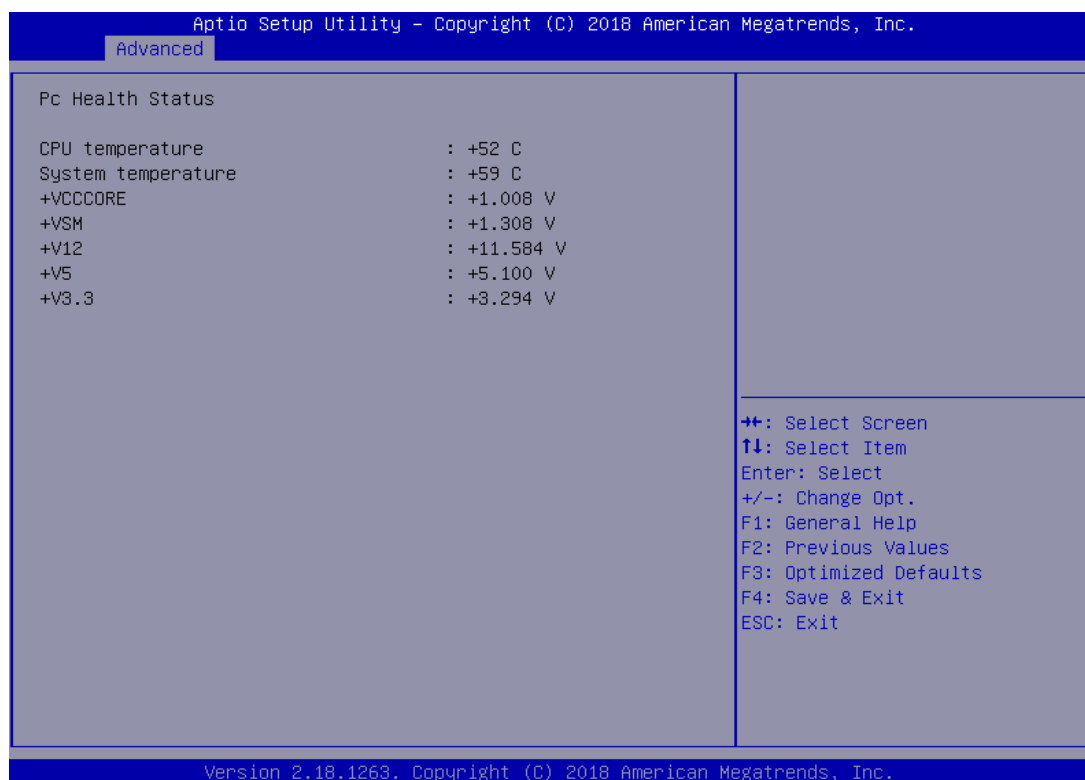 Aptio Setup Utility – Copyright (C) 2018 American Megatrends, Inc.
Advanced
Pc Health Status
CPU temperature : +52 C
System temperature : +59 C
+VCCCORE : +1.008 V
+VSM : +1.308 V
+V12 : +11.584 V
+V5 : +5.100 V
+V3.3 : +3.294 V
→←: Select Screen
↑↓: Select Item
Enter: Select
+/-: Change Opt.
F1: General Help
F2: Previous Values
F3: Optimized Defaults
F4: Save & Exit
ESC: Exit
Version 2.18.1263. Copyright (C) 2018 American Megatrends, Inc.